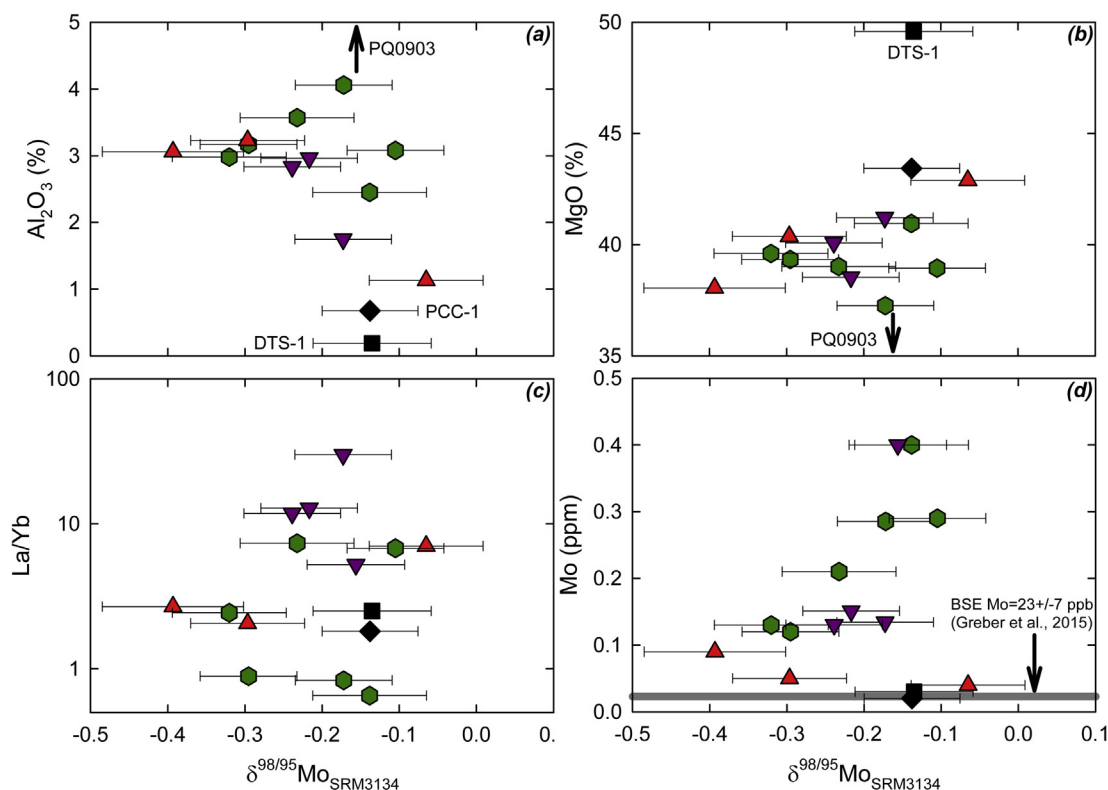 (a)
PQ0903
PCC-1
DTS-1
Al2O3 (%)
5
4
3
2
1
0
(b)
DTS-1
PQ0903
MgO (%)
50
45
40
35
(c)
La/Yb
100
10
1
-0.5 -0.4 -0.3 -0.2 -0.1 0.
δ98/95MoSRM3134
(d)
BSE Mo=23+/-7 ppb
(Greber et al., 2015)
Mo (ppm)
0.5
0.4
0.3
0.2
0.1
0.0
-0.5 -0.4 -0.3 -0.2 -0.1 0.0 0.1
δ98/95MoSRM3134